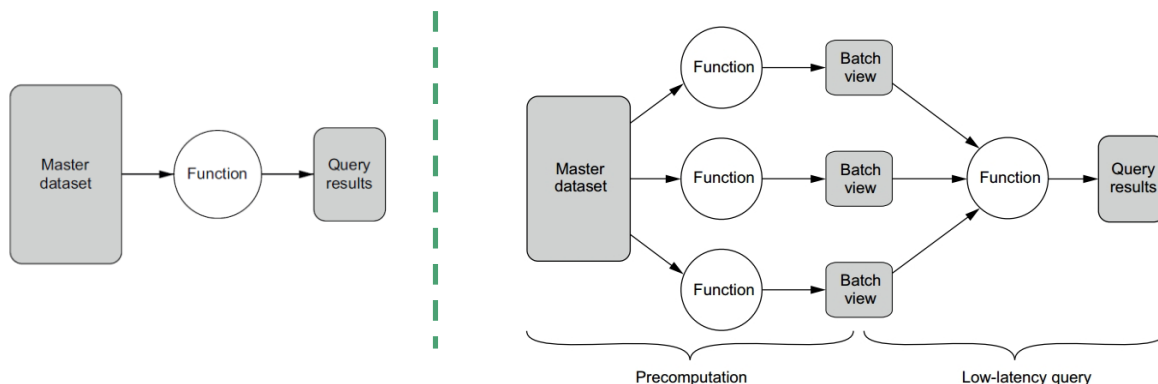 Master
dataset
Function
Query
results
Function
Batch
view
Master
dataset
Function
Batch
view
Function
Query
results
Function
Batch
view
Precomputation
Low-latency query